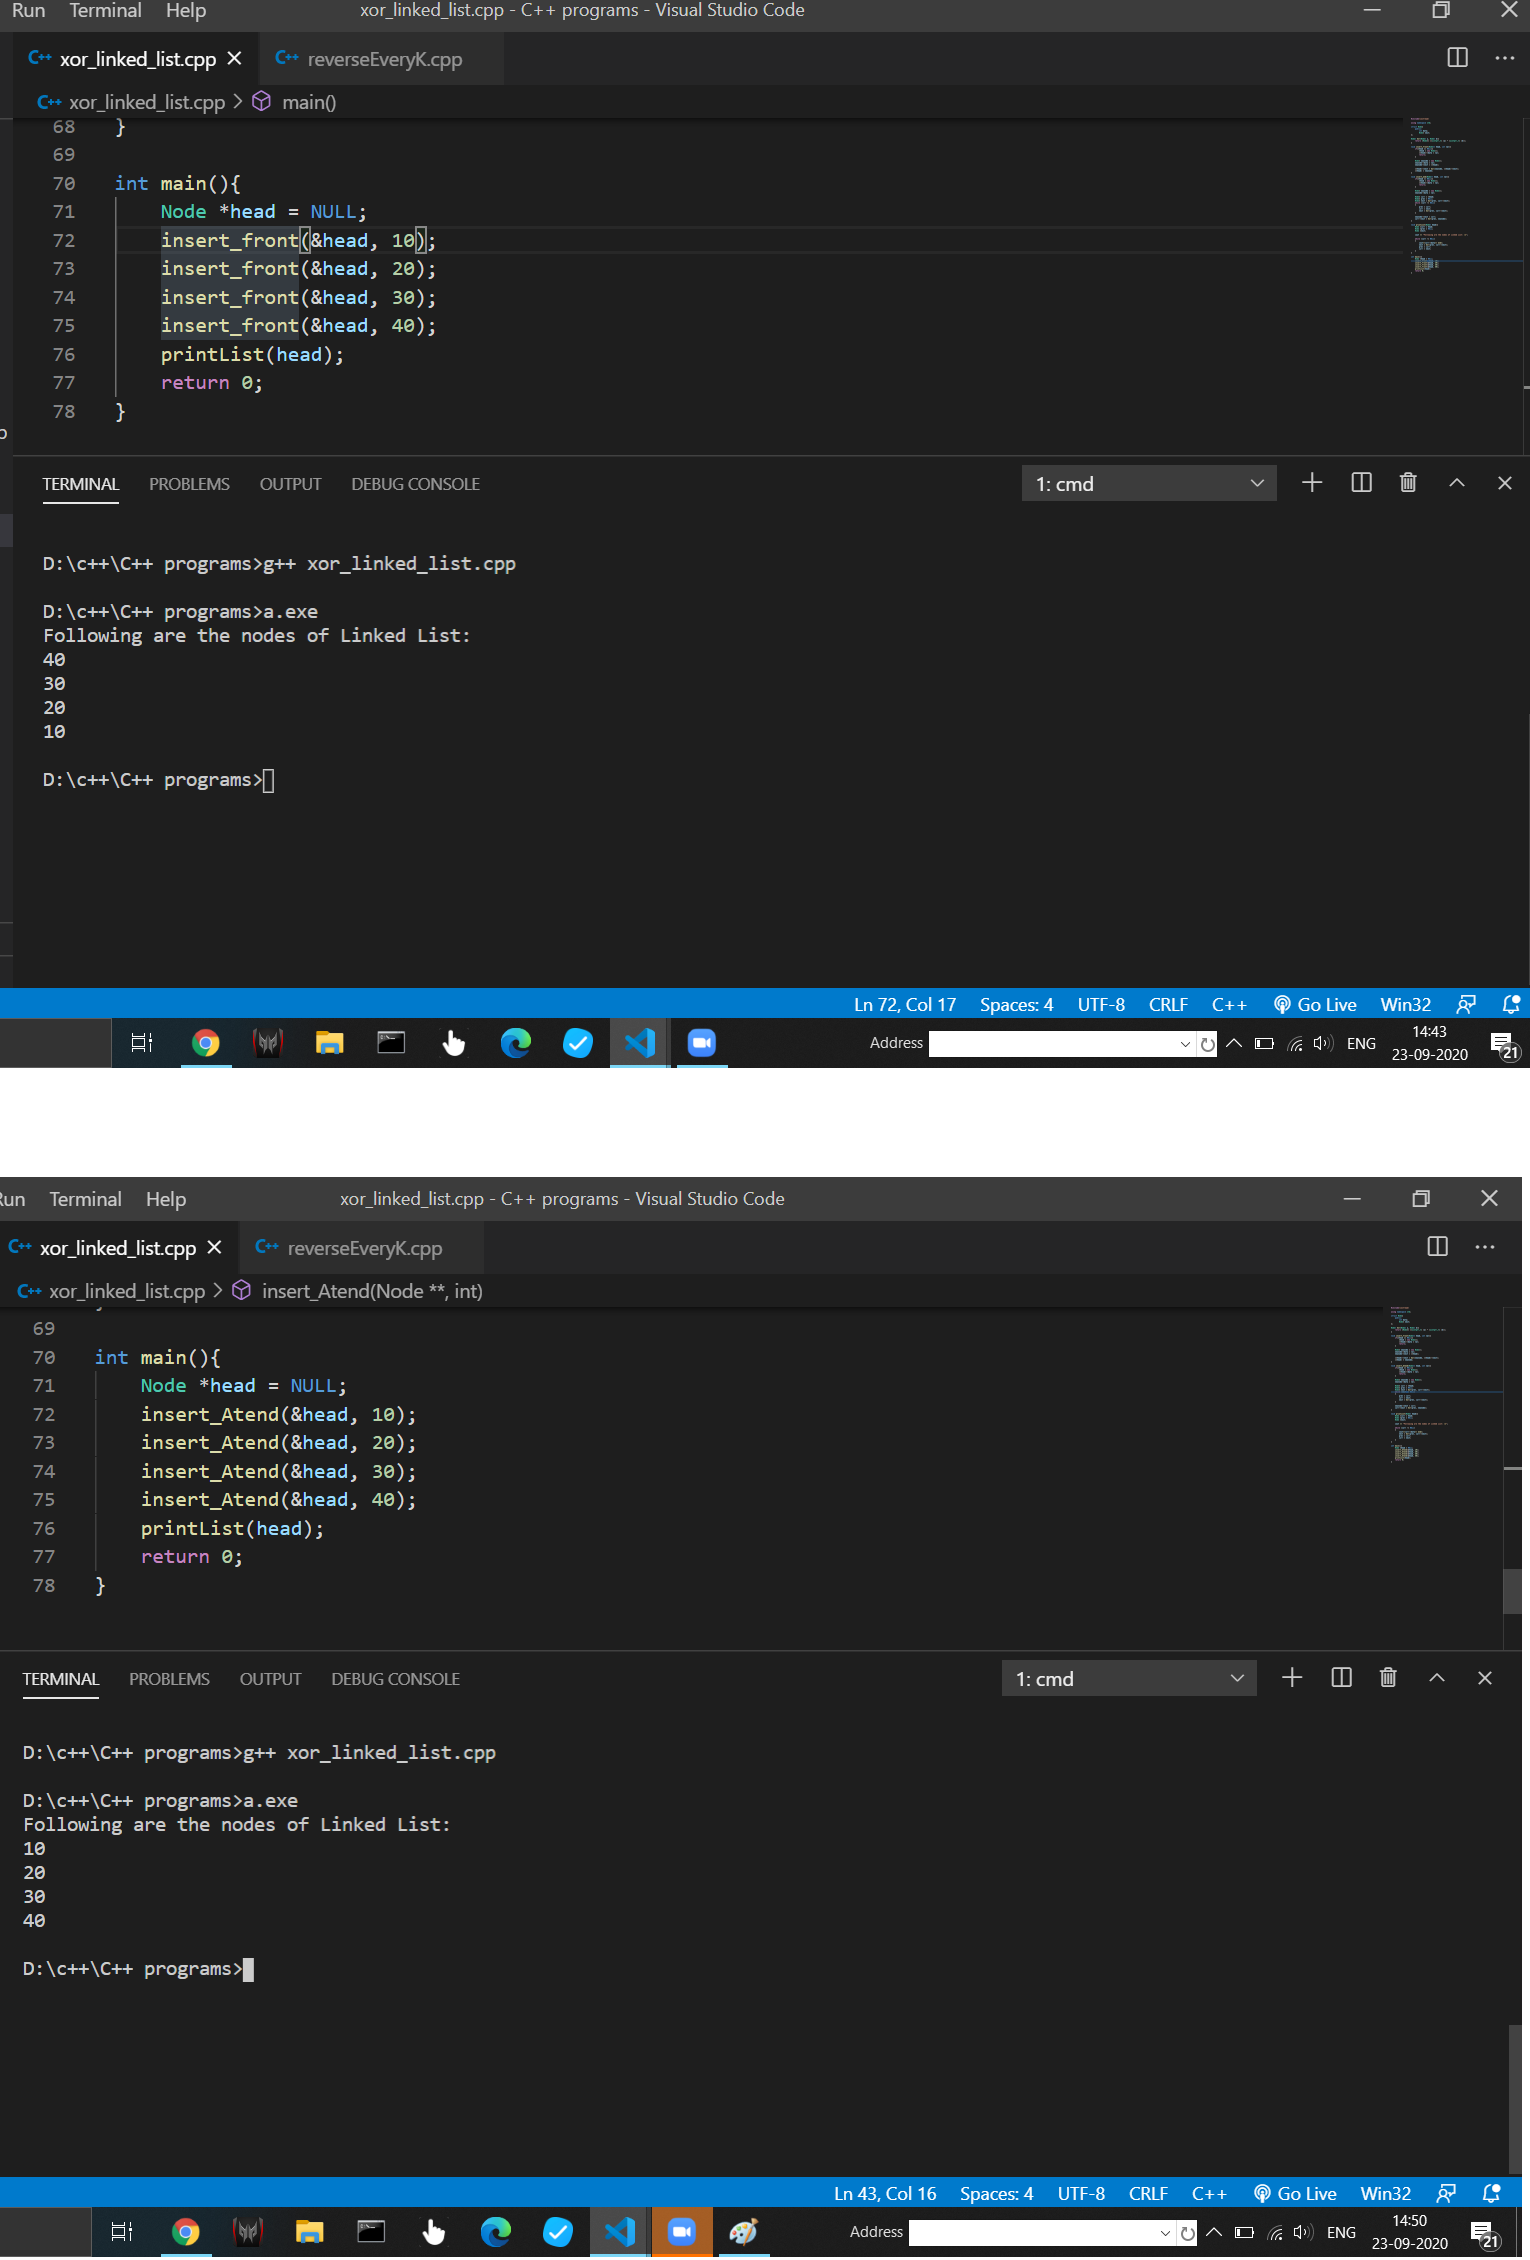 Run Terminal Help xor_linked_list.cpp - C++ programs - Visual Studio Code
xor_linked_list.cpp reverseEveryK.cpp
xor_linked_list.cpp > main()
68 }
69
70 int main(){
71 Node *head = NULL;
72 insert_front(&head, 10);
73 insert_front(&head, 20);
74 insert_front(&head, 30);
75 insert_front(&head, 40);
76 printList(head);
77 return 0;
78 }
TERMINAL PROBLEMS OUTPUT DEBUG CONSOLE 1: cmd
D:\c++\C++ programs>g++ xor_linked_list.cpp
D:\c++\C++ programs>a.exe
Following are the nodes of Linked List:
40
30
20
10
D:\c++\C++ programs>
Ln 72, Col 17 Spaces: 4 UTF-8 CRLF C++ Go Live Win32
Address ENG 14:43
23-09-2020 21
Run Terminal Help xor_linked_list.cpp - C++ programs - Visual Studio Code
xor_linked_list.cpp reverseEveryK.cpp
xor_linked_list.cpp > insert_Atend(Node **, int)
69
70 int main(){
71 Node *head = NULL;
72 insert_Atend(&head, 10);
73 insert_Atend(&head, 20);
74 insert_Atend(&head, 30);
75 insert_Atend(&head, 40);
76 printList(head);
77 return 0;
78 }
TERMINAL PROBLEMS OUTPUT DEBUG CONSOLE 1: cmd
D:\c++\C++ programs>g++ xor_linked_list.cpp
D:\c++\C++ programs>a.exe
Following are the nodes of Linked List:
10
20
30
40
D:\c++\C++ programs>
Ln 43, Col 16 Spaces: 4 UTF-8 CRLF C++ Go Live Win32
Address ENG 14:50
23-09-2020 21